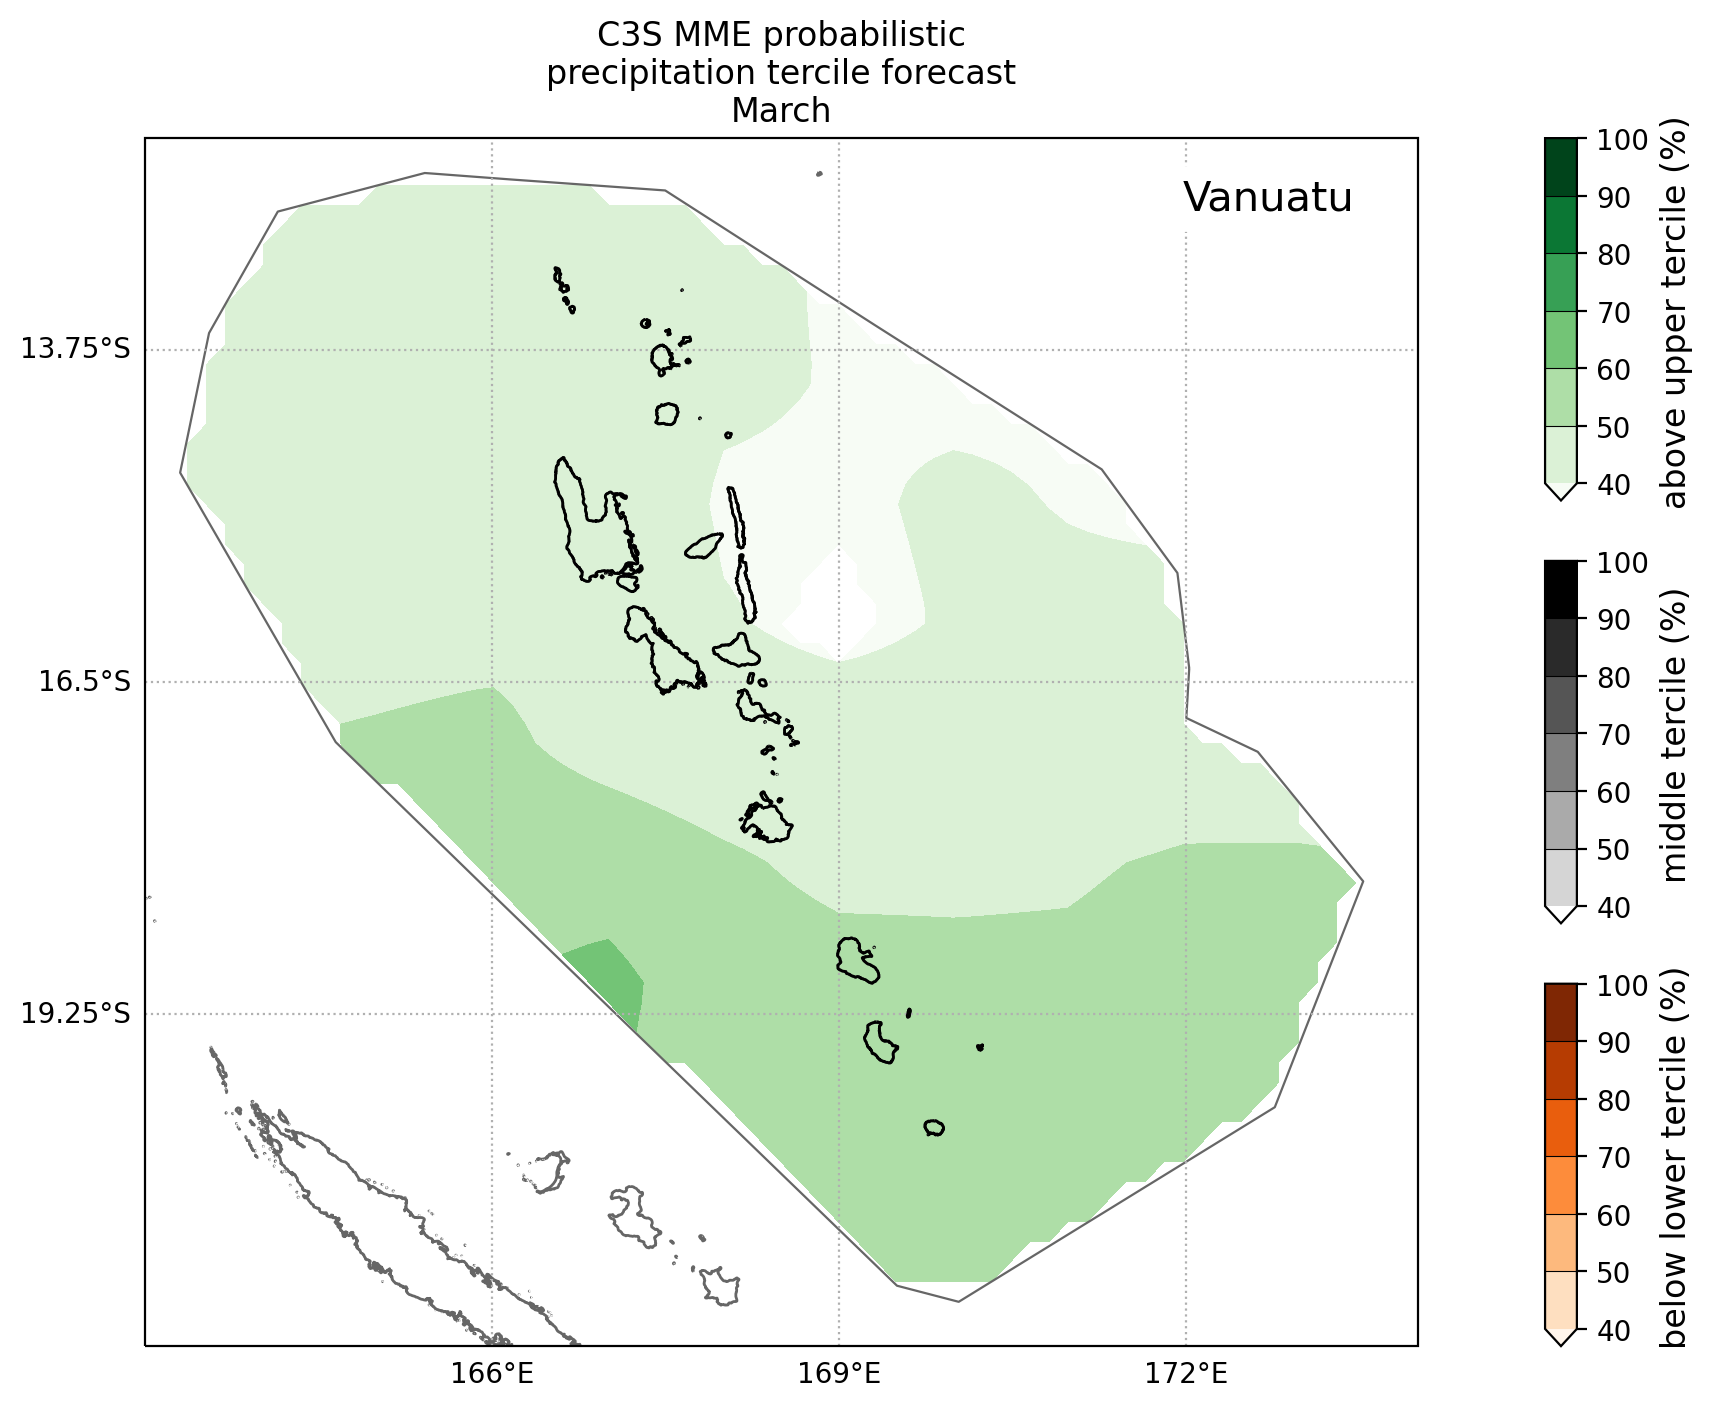 C3S MME probabilistic
precipitation tercile forecast
March
Vanuatu
13.75°S
16.5°S
19.25°S
166°E
169°E
172°E
100
90
80
70
60
50
40
above upper tercile (%)
100
90
80
70
60
50
40
middle tercile (%)
100
90
80
70
60
50
40
below lower tercile (%)